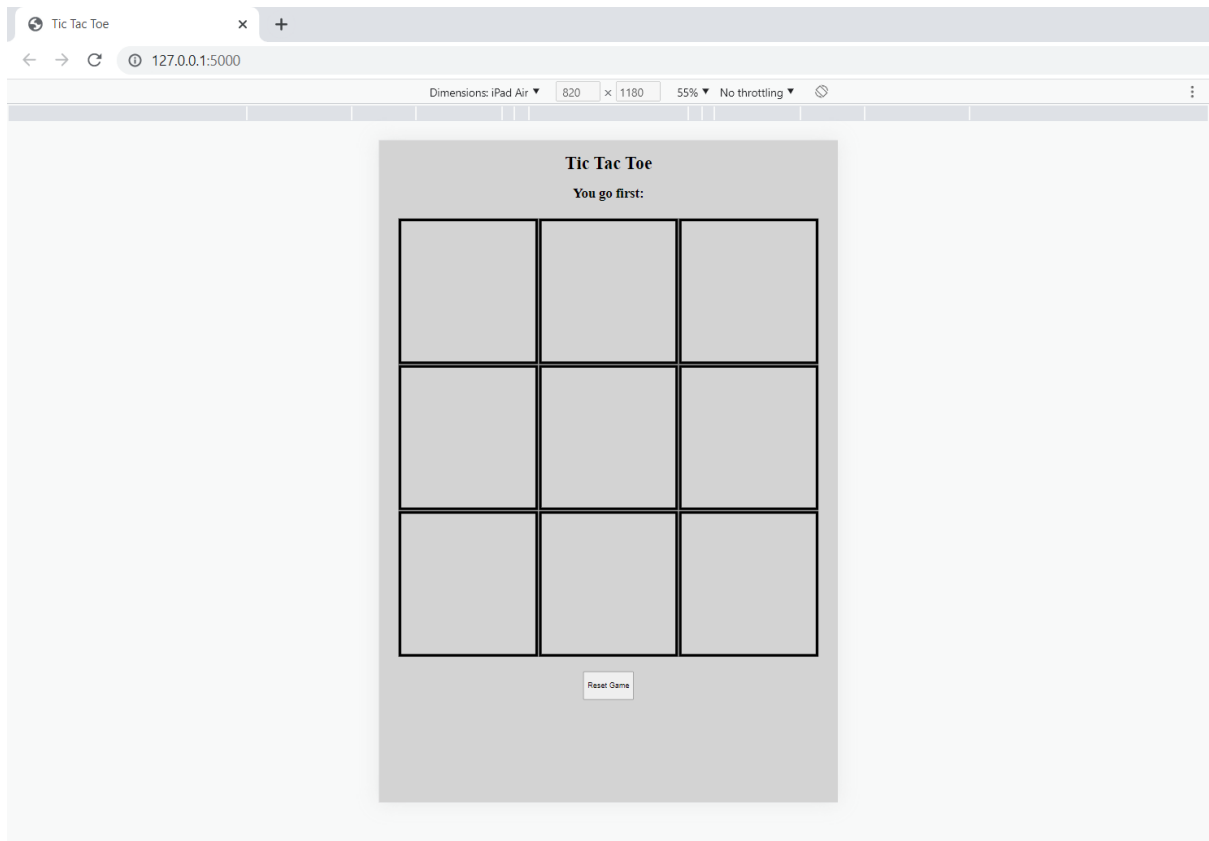 Tic Tac Toe
127.0.0.1:5000
Dimensions: iPad Air 820 × 1180 55% No throttling
Tic Tac Toe
You go first:
Reset Game